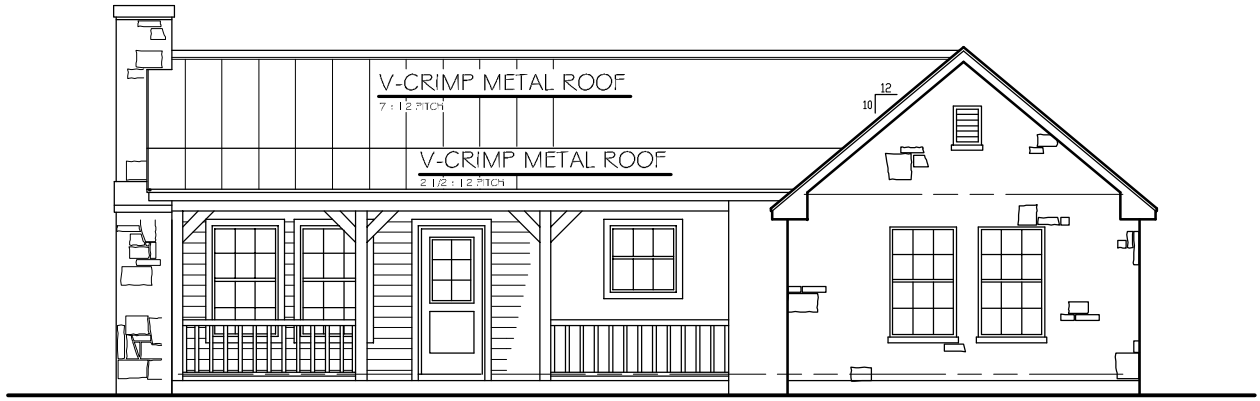 V-CRIMP METAL ROOF
7 : 12 PITCH
12
10
V-CRIMP METAL ROOF
2 1/2 : 12 PITCH